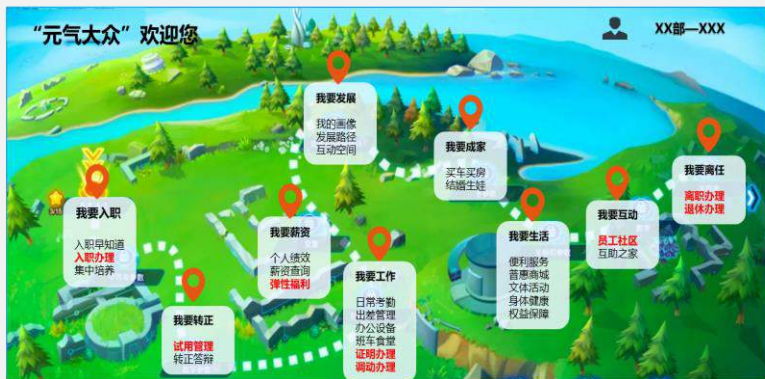 “元气大众”欢迎您
XX部—XXX
我要发展
我的画像
发展路径
互动空间
我要成家
买车买房
结婚生娃
我要离任
离职办理
退休办理
我要入职
入职早知道
入职办理
集中培养
我要薪资
个人绩效
薪资查询
弹性福利
我要生活
便利服务
普惠商城
文体活动
身体健康
权益保障
我要互动
员工社区
互助之家
我要工作
日常考勤
出差管理
办公设备
班车食堂
证明办理
调动办理
我要转正
试用管理
转正答辩